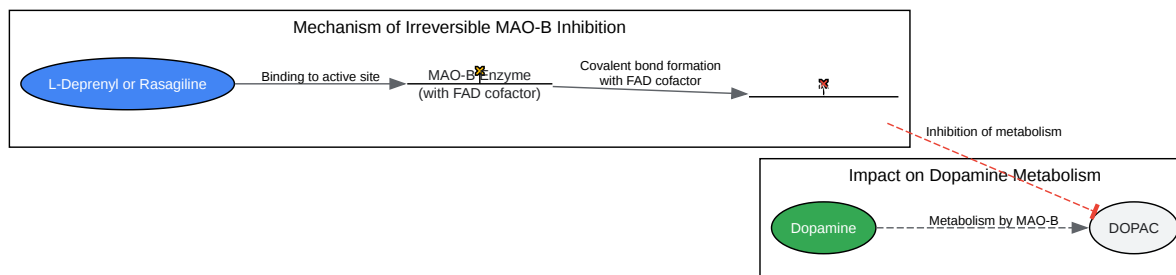 Mechanism of Irreversible MAO-B Inhibition
L-Deprenyl or Rasagiline
Binding to active site
MAO-B Enzyme
(with FAD cofactor)
Covalent bond formation
with FAD cofactor
Inhibition of metabolism
Impact on Dopamine Metabolism
Dopamine
Metabolism by MAO-B
DOPAC